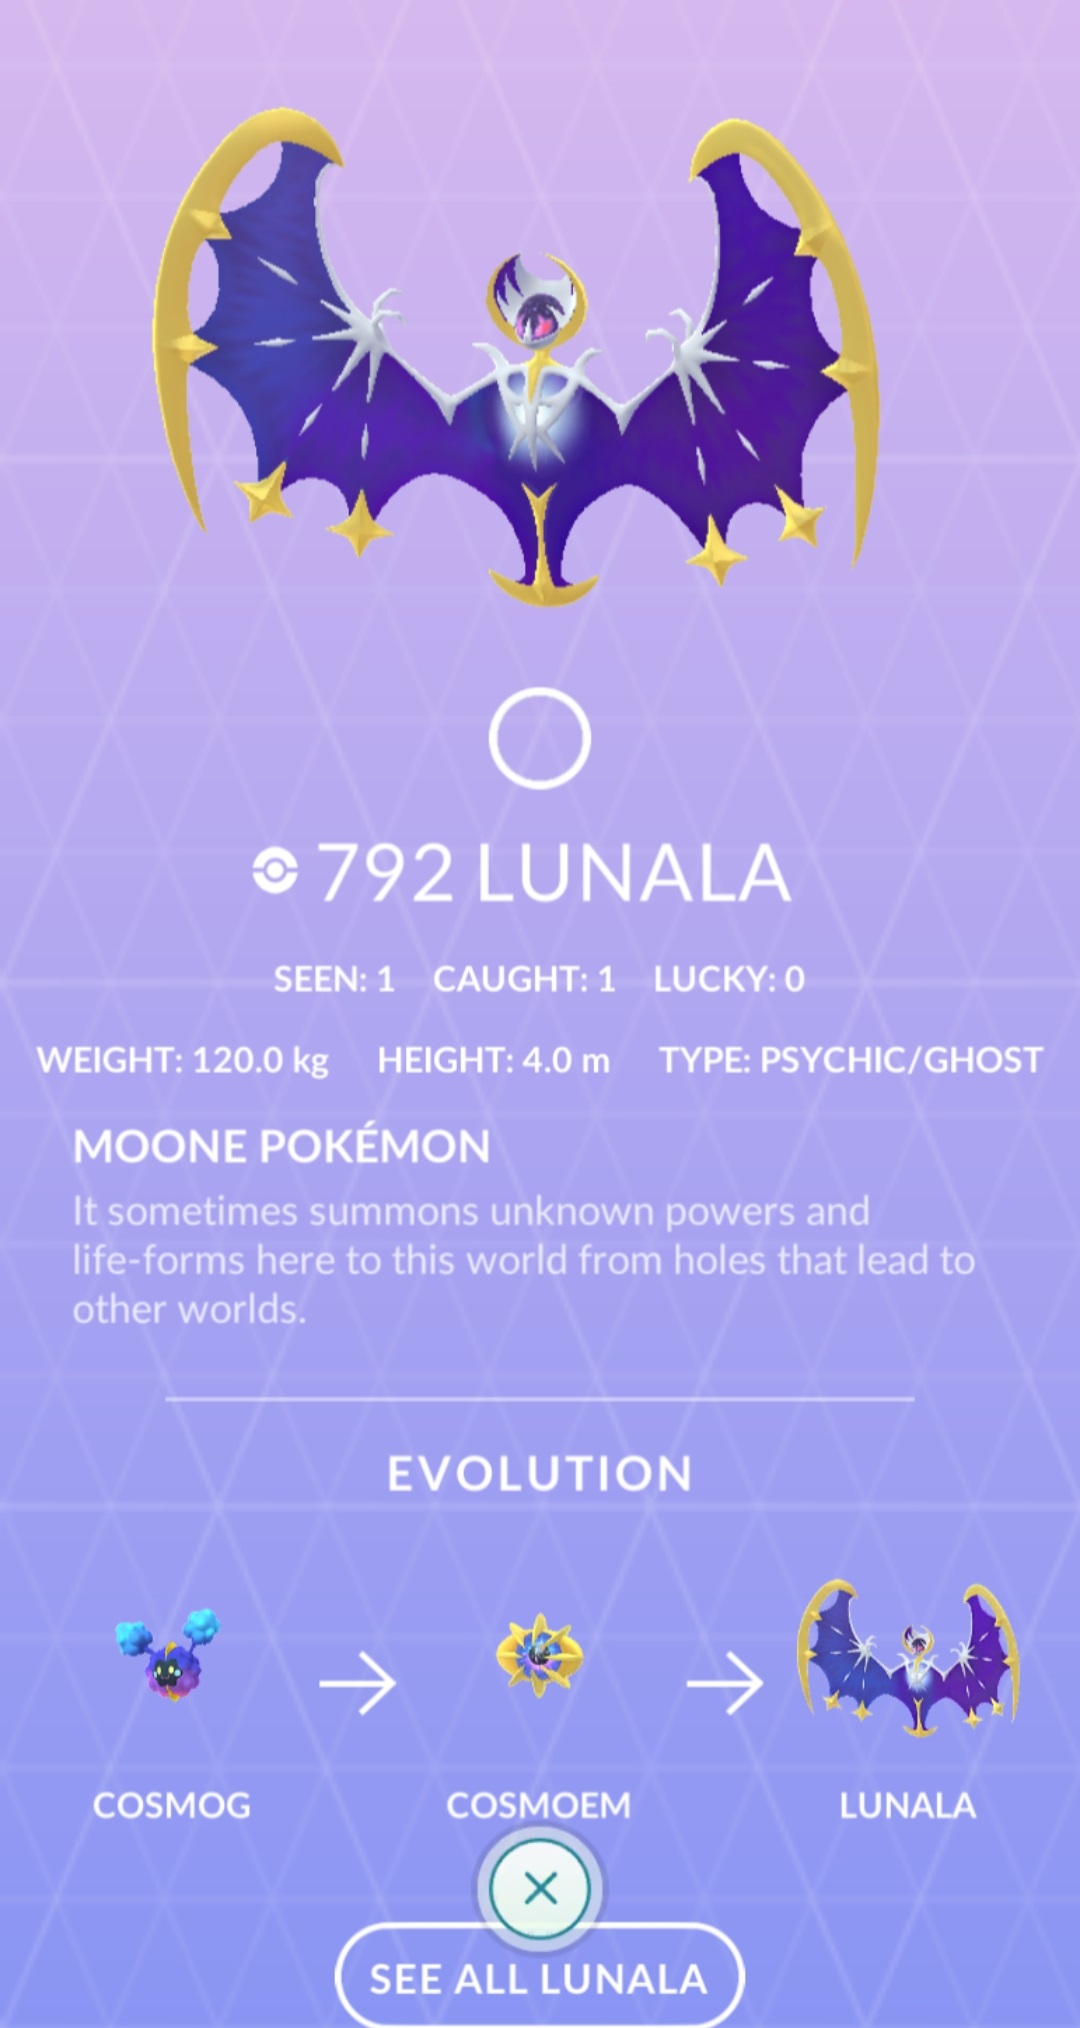 792 LUNALA
SEEN: 1 CAUGHT: 1 LUCKY: 0
WEIGHT: 120.0 kg HEIGHT: 4.0 m TYPE: PSYCHIC/GHOST
MOONE POKÉMON
It sometimes summons unknown powers and
life-forms here to this world from holes that lead to
other worlds.
EVOLUTION
COSMOG COSMOEM LUNALA
SEE ALL LUNALA